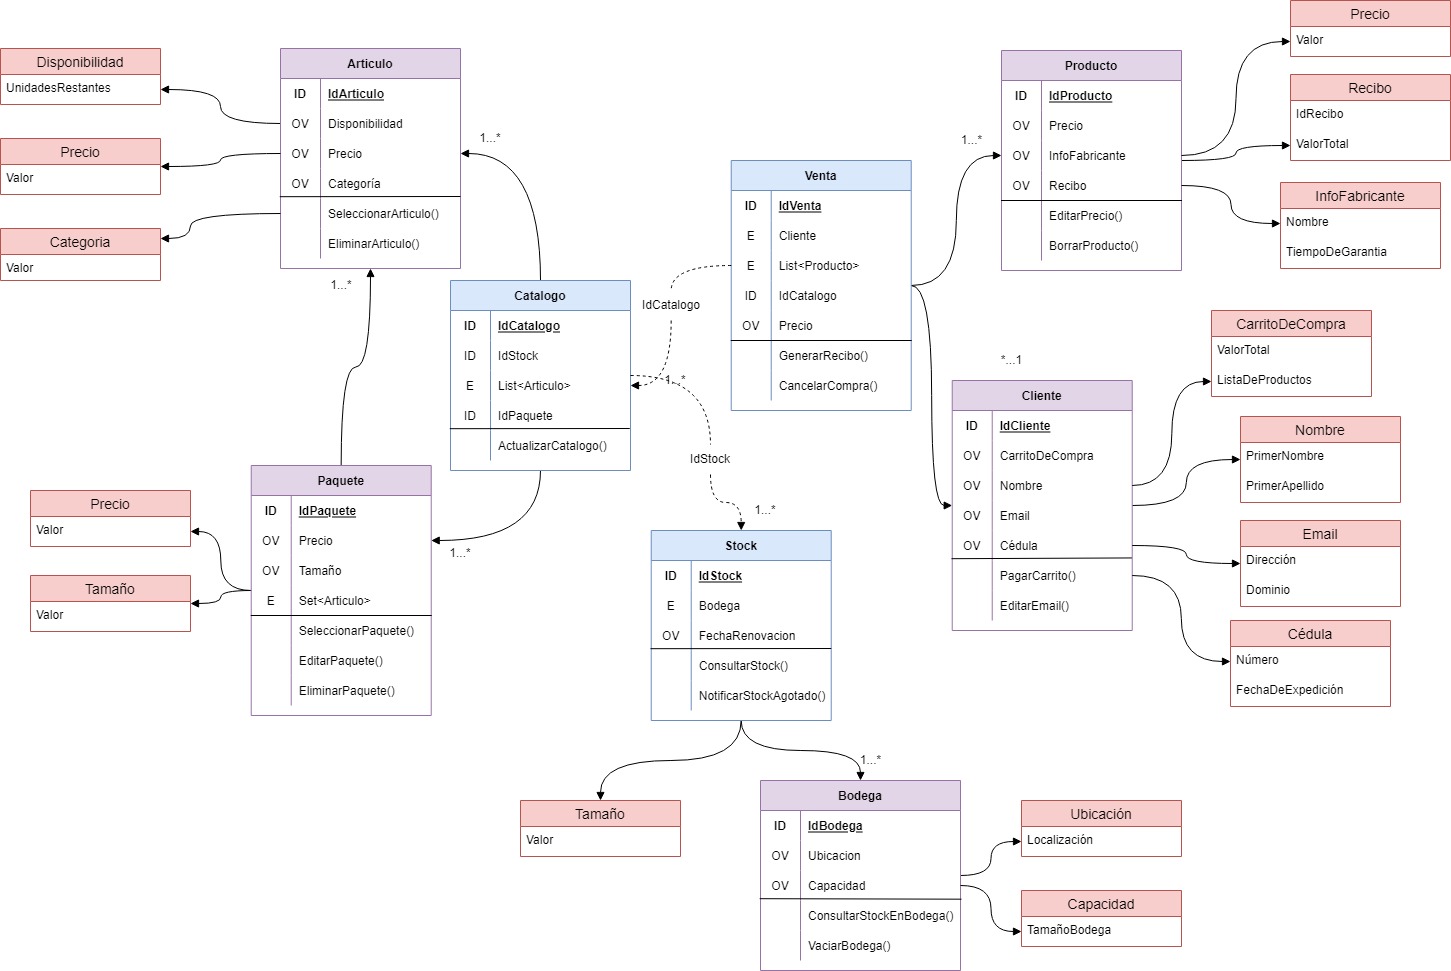 Disponibilidad
UnidadesRestantes
Precio
Valor
Categoria
Valor
Articulo
ID IdArticulo
OV Disponibilidad
OV Precio
OV Categoría
SeleccionarArticulo()
EliminarArticulo()
1...*
1...*
Catalogo
ID IdCatalogo
ID IdStock
E List<Articulo>
ID IdPaquete
ActualizarCatalogo()
1...*
Paquete
ID IdPaquete
OV Precio
OV Tamaño
E Set<Articulo>
SeleccionarPaquete()
EditarPaquete()
EliminarPaquete()
Precio
Valor
Tamaño
Valor
Venta
ID IdVenta
E Cliente
E List<Producto>
ID IdCatalogo
OV Precio
GenerarRecibo()
CancelarCompra()
IdCatalogo
1...*
IdStock
1...*
Stock
ID IdStock
E Bodega
OV FechaRenovacion
ConsultarStock()
NotificarStockAgotado()
Tamaño
Valor
1...*
Bodega
ID IdBodega
OV Ubicacion
OV Capacidad
ConsultarStockEnBodega()
VaciarBodega()
Ubicación
Localización
Capacidad
TamañoBodega
1...*
Producto
ID IdProducto
OV Precio
OV InfoFabricante
OV Recibo
EditarPrecio()
BorrarProducto()
Precio
Valor
Recibo
IdRecibo
ValorTotal
InfoFabricante
Nombre
TiempoDeGarantia
*...1
Cliente
ID IdCliente
OV CarritoDeCompra
OV Nombre
OV Email
OV Cédula
PagarCarrito()
EditarEmail()
CarritoDeCompra
ValorTotal
ListaDeProductos
Nombre
PrimerNombre
PrimerApellido
Email
Dirección
Dominio
Cédula
Número
FechaDeExpedición